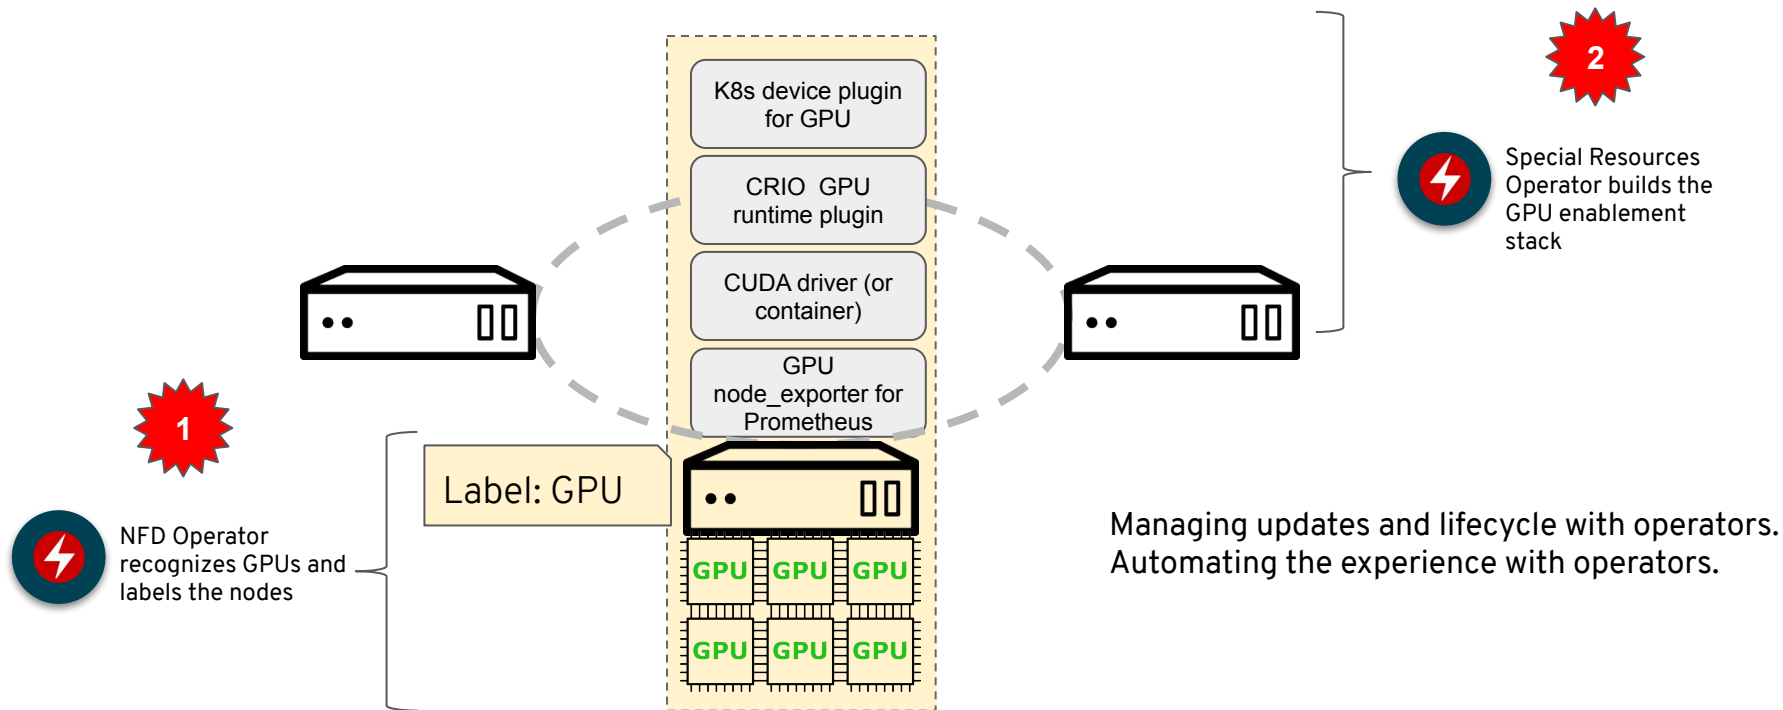 K8s device plugin
for GPU
CRIO  GPU
runtime plugin
CUDA driver (or
container)
GPU
node_exporter for
Prometheus
2
Special Resources
Operator builds the
GPU enablement
stack
1
NFD Operator
recognizes GPUs and
labels the nodes
Label: GPU
GPU GPU GPU
GPU GPU GPU
Managing updates and lifecycle with operators.
Automating the experience with operators.